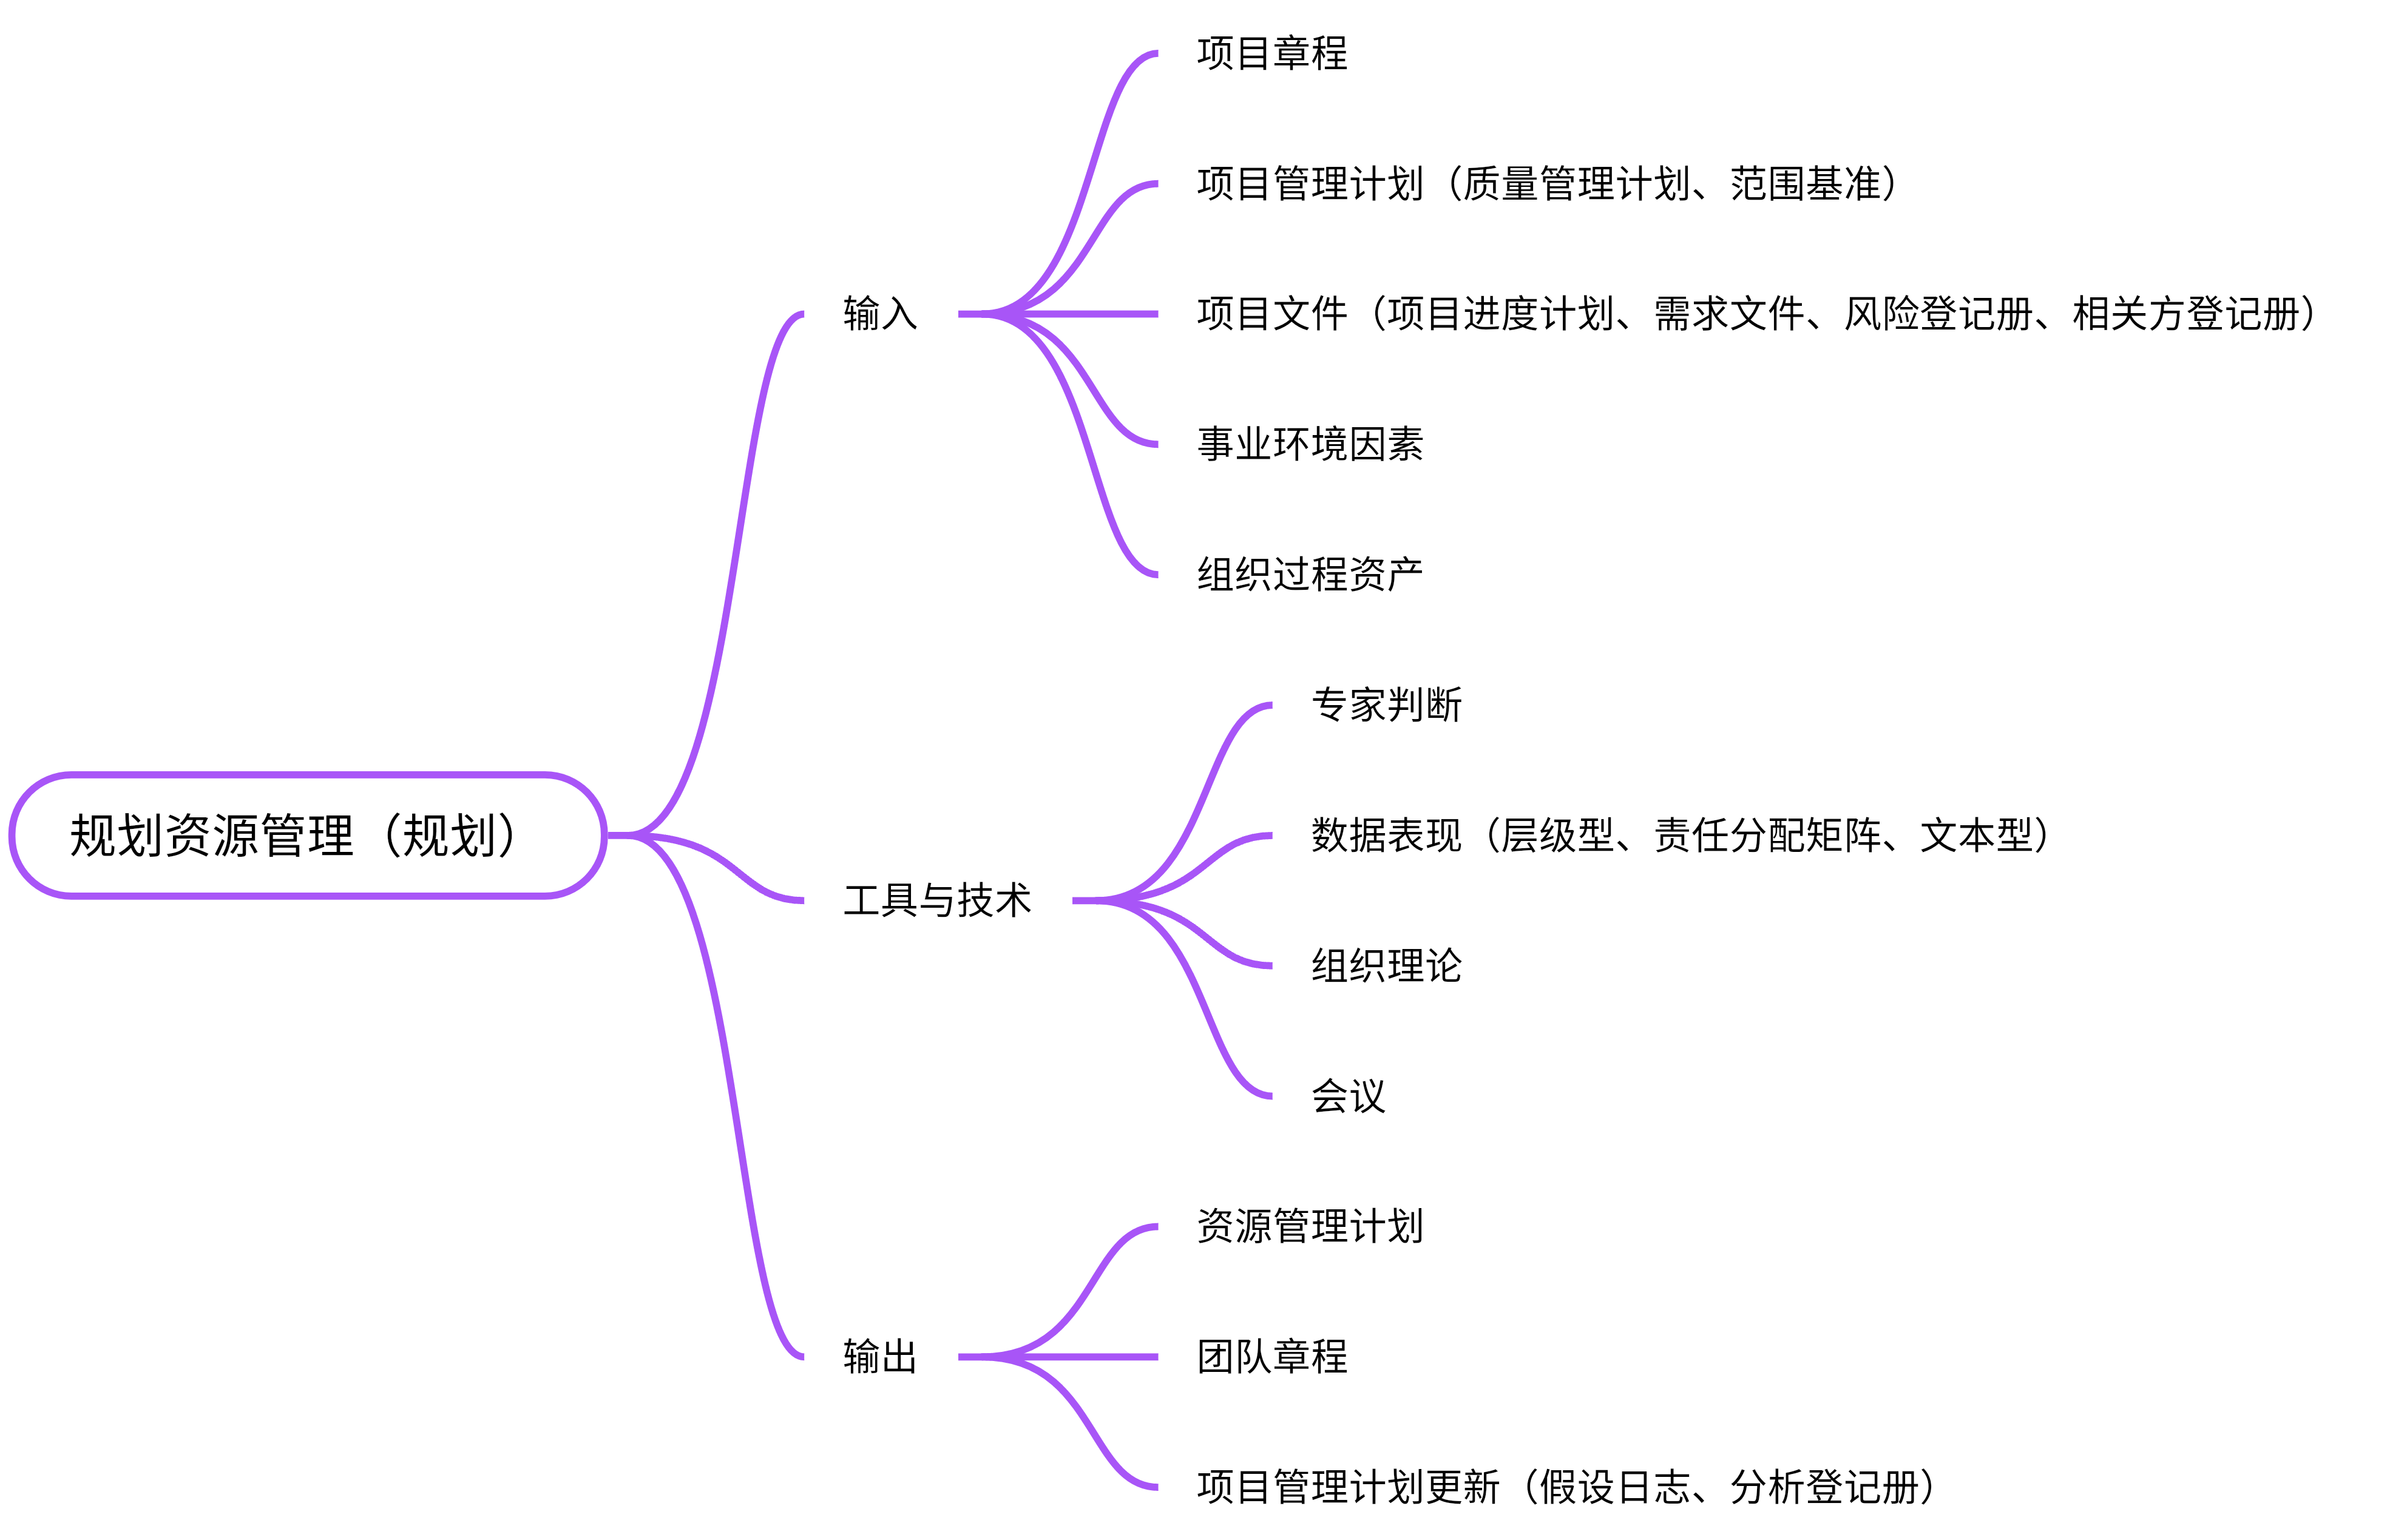 规划资源管理（规划）
输入
项目章程
项目管理计划（质量管理计划、范围基准）
项目文件（项目进度计划、需求文件、风险登记册、相关方登记册）
事业环境因素
组织过程资产
工具与技术
专家判断
数据表现（层级型、责任分配矩阵、文本型）
组织理论
会议
输出
资源管理计划
团队章程
项目管理计划更新（假设日志、分析登记册）